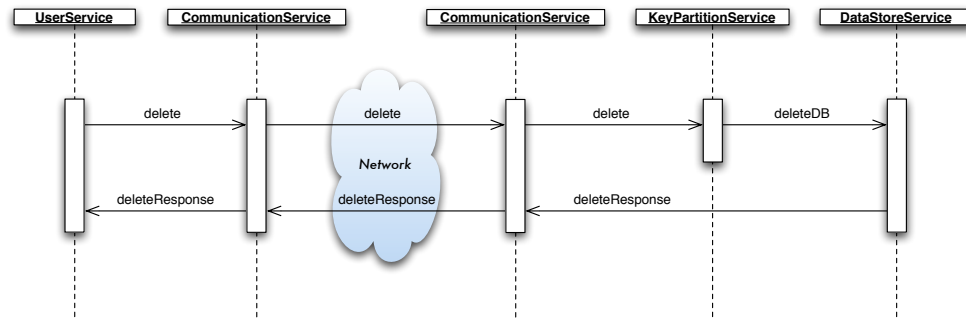 UserService
CommunicationService
CommunicationService
KeyPartitionService
DataStoreService
delete
delete
delete
deleteDB
Network
deleteResponse
deleteResponse
deleteResponse